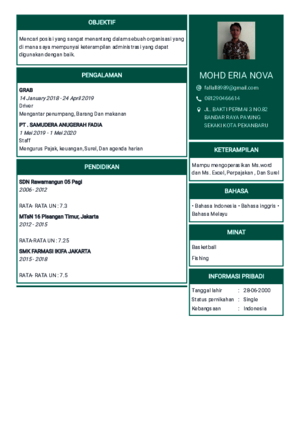 OBJEKTIF
Mencari posisi yang sangat menantang dalamsebuah organisasi yang
di mana saya mempunyai keterampilan administrasi yang dapat
digunakan dengan baik.
PENGALAMAN
GRAB
14 January 2018 - 24 April 2019
Driver
Mengantar penumpang, Barang Dan makanan
PT . SAMUDERA ANUGERAH FADIA
1 Mei 2019 - 1 Mei 2020
Staff
Mengurus Pajak, keuangan, Surel, Dan agenda harian
PENDIDIKAN
SDN Rawamangun 05 Pagi
2006 - 2012
RATA- RATA UN : 7.3
MTsN 16 Pisangan Timur, Jakarta
2012 - 2015
RATA-RATA UN : 7.25
SMK FARMASI IKIFA JAKARTA
2015 - 2018
RATA- RATA UN : 7.5
MOHD ERIA NOVA
081290466614
JL. BAKTI PERMAI 3 NO.82
BANDAR RAYA PAYUNG
SEKAKI KOTA PEKANBARU
KETERAMPILAN
Mampu mengoperasikan Ms.word
dan Ms. Excel, Perpajakan , Dan Surel
BAHASA
• Bahasa Indonesia • Bahasa inggris •
Bahasa Melayu
MINAT
Basketball
Fishing
INFORMASI PRIBADI
Tanggal lahir : 28-06-2000
Status pernikahan : Single
Kebangsaan : Indonesia